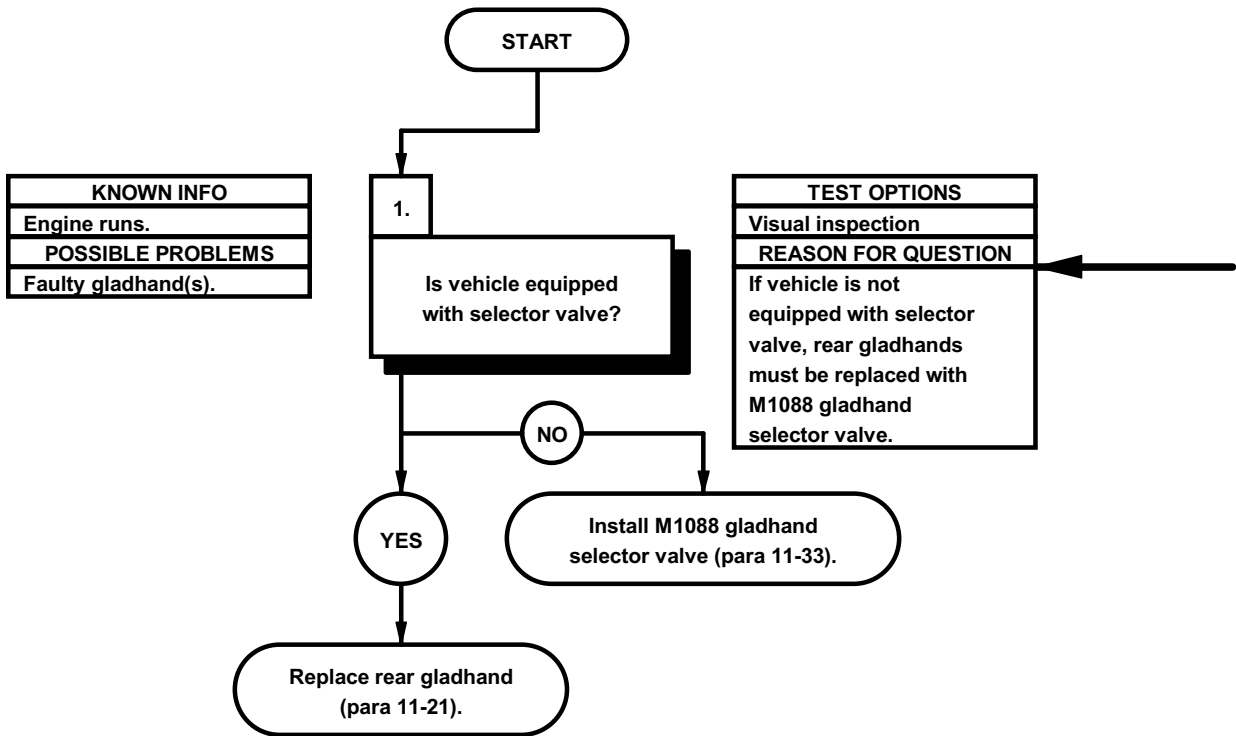 START
KNOWN INFO
Engine runs.
POSSIBLE PROBLEMS
Faulty gladhand(s).
1.
Is vehicle equipped
with selector valve?
TEST OPTIONS
Visual inspection
REASON FOR QUESTION
If vehicle is not
equipped with selector
valve, rear gladhands
must be replaced with
M1088 gladhand
selector valve.
NO
YES
Install M1088 gladhand
selector valve (para 11-33).
Replace rear gladhand
(para 11-21).